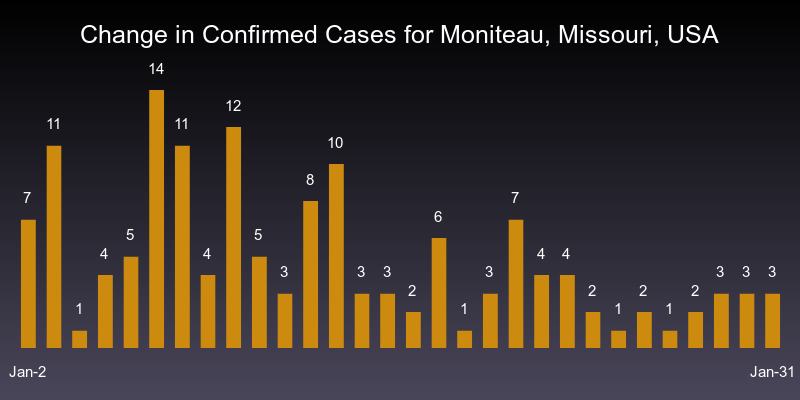 Change in Confirmed Cases for Moniteau, Missouri, USA
7 11 1 4 5 14 11 4 12 5 3 8 10 3 3 2 6 1 3 7 4 4 2 1 2 1 2 3 3 3
Jan-2 Jan-31